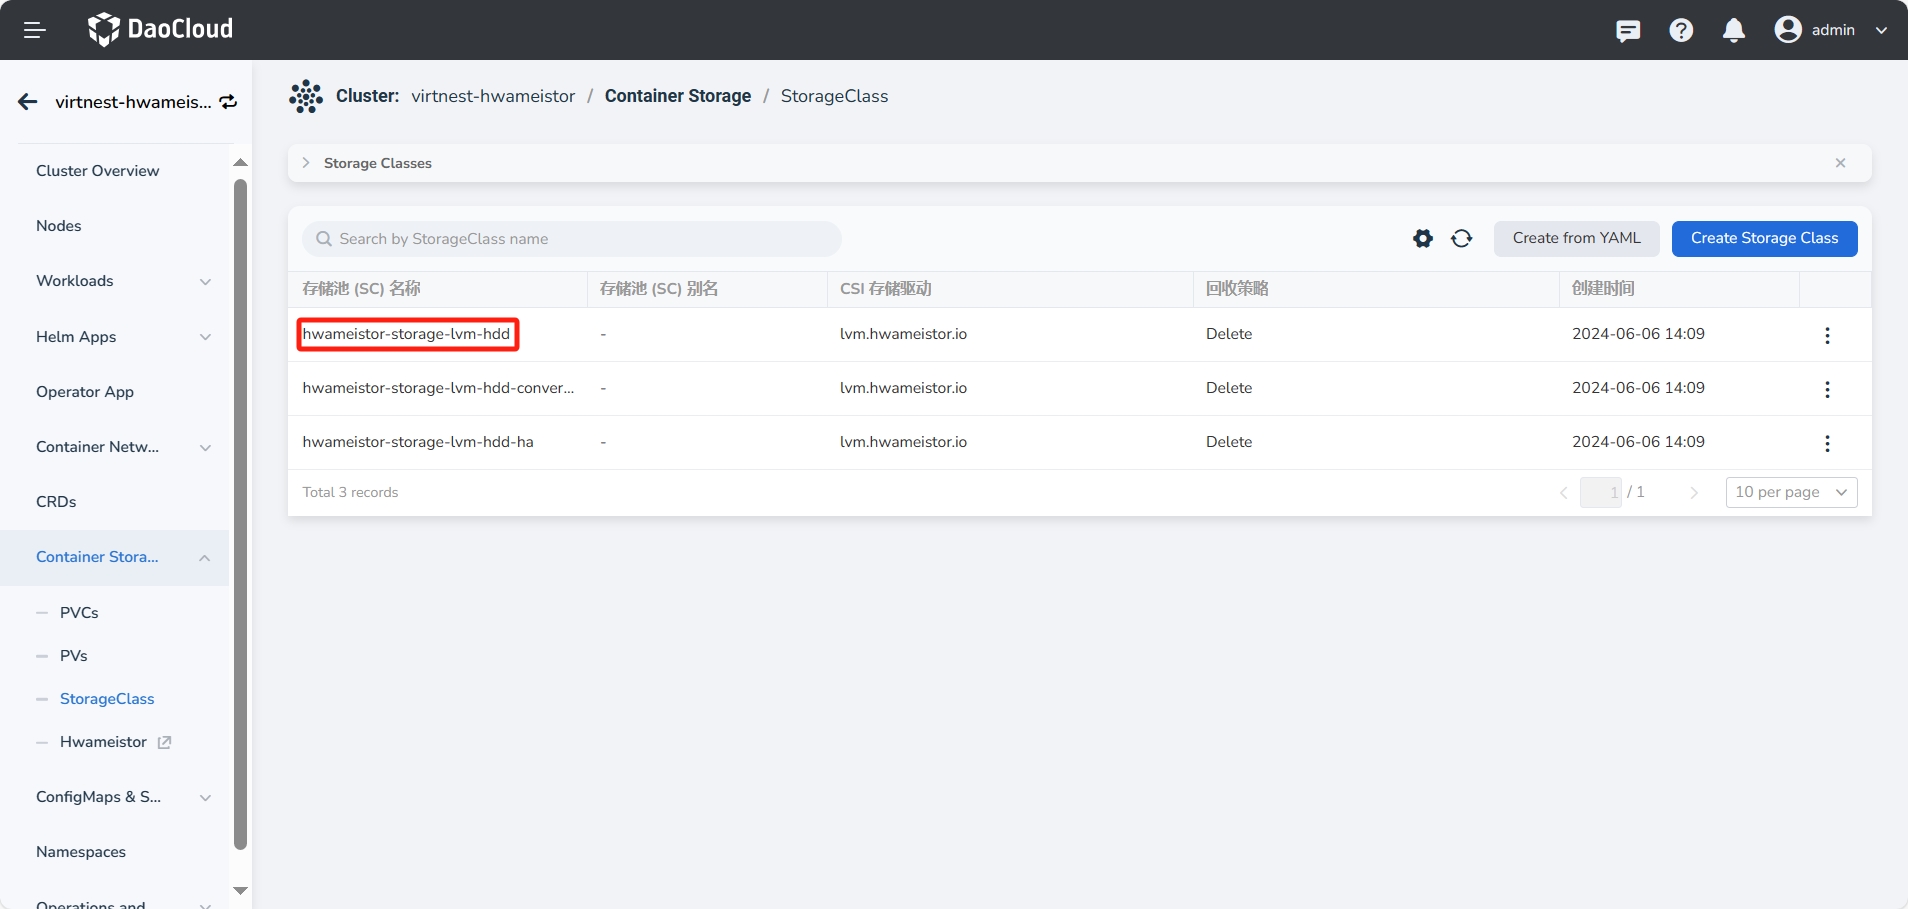 DaoCloud
admin
virtnest-hwameis...
Cluster: virtnest-hwameistor / Container Storage / StorageClass
Cluster Overview
Nodes
Workloads
Helm Apps
Operator App
Container Netw...
CRDs
Container Stora...
PVCs
PVs
StorageClass
Hwameistor
ConfigMaps & S...
Namespaces
Operations and
Storage Classes
Search by StorageClass name
Create from YAML
Create Storage Class
存储池 (SC) 名称 存储池 (SC) 别名 CSI 存储驱动 回收策略 创建时间
hwameistor-storage-lvm-hdd - lvm.hwameistor.io Delete 2024-06-06 14:09
hwameistor-storage-lvm-hdd-conver... - lvm.hwameistor.io Delete 2024-06-06 14:09
hwameistor-storage-lvm-hdd-ha - lvm.hwameistor.io Delete 2024-06-06 14:09
Total 3 records
1 / 1
10 per page